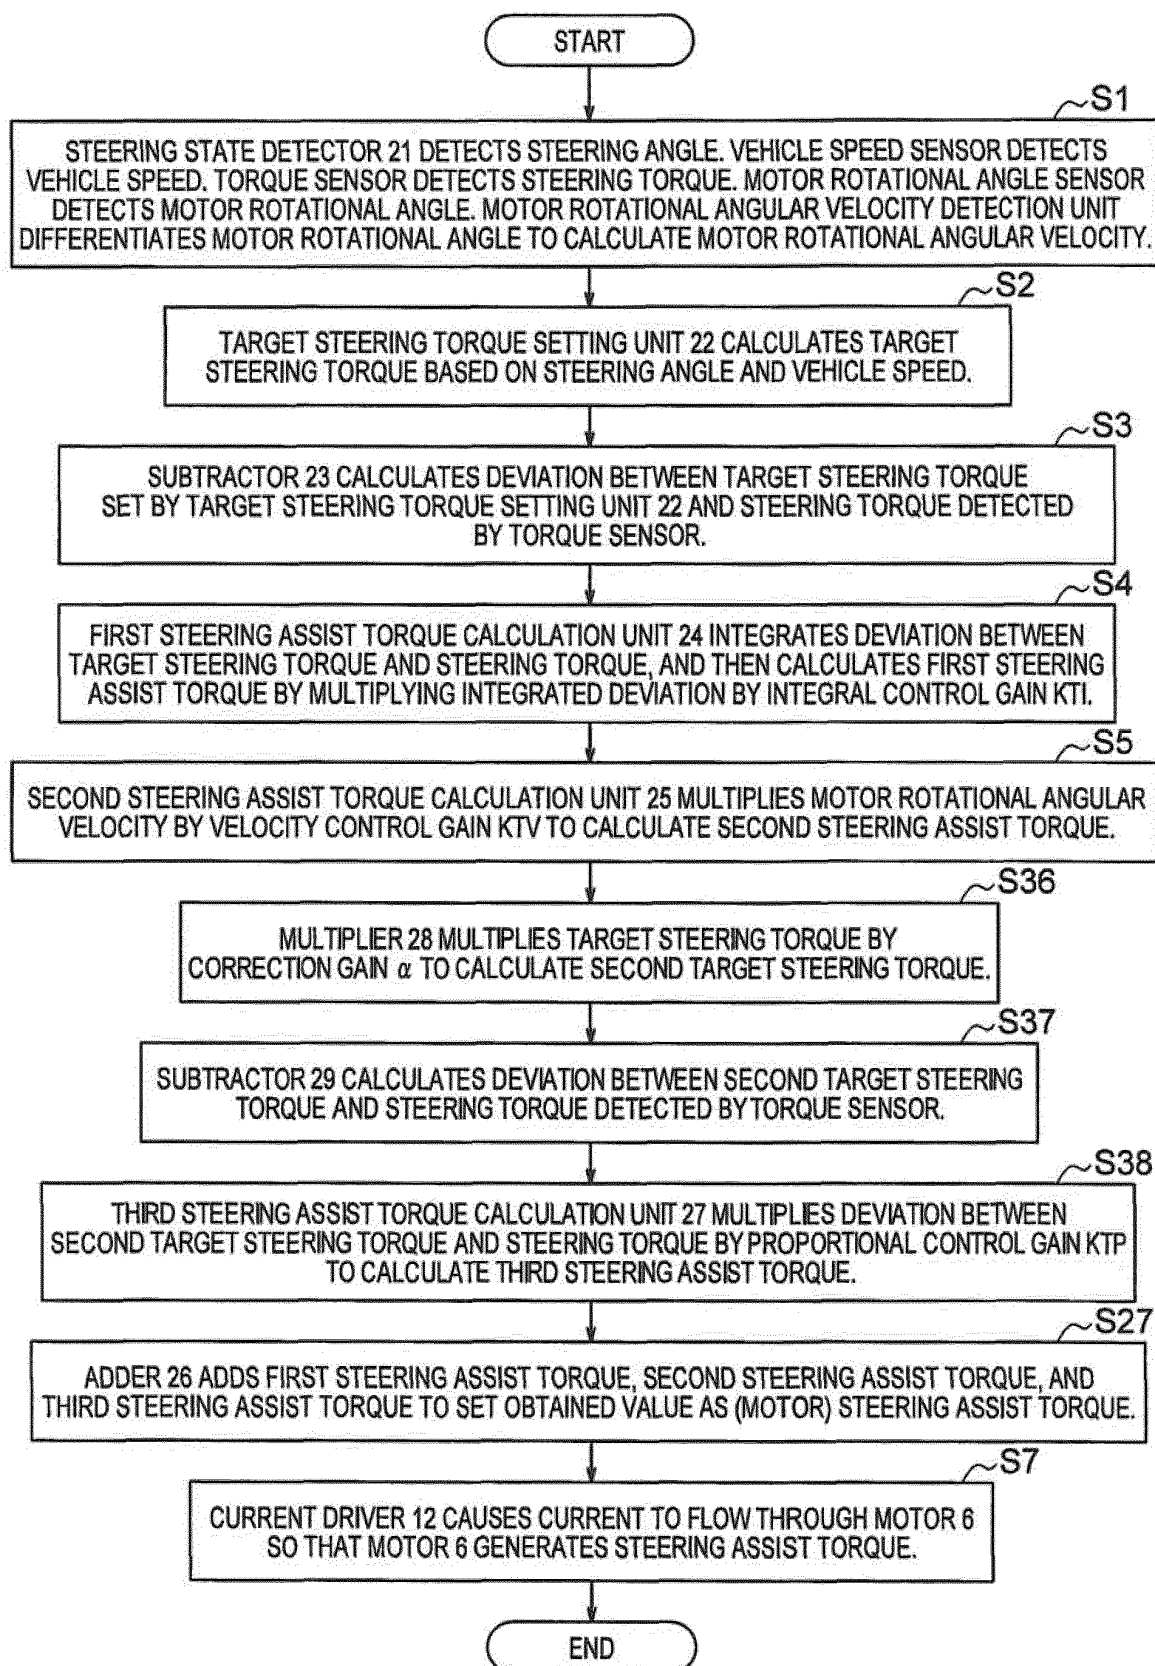 START
S1
STEERING STATE DETECTOR 21 DETECTS STEERING ANGLE. VEHICLE SPEED SENSOR DETECTS
VEHICLE SPEED. TORQUE SENSOR DETECTS STEERING TORQUE. MOTOR ROTATIONAL ANGLE SENSOR
DETECTS MOTOR ROTATIONAL ANGLE. MOTOR ROTATIONAL ANGULAR VELOCITY DETECTION UNIT
DIFFERENTIATES MOTOR ROTATIONAL ANGLE TO CALCULATE MOTOR ROTATIONAL ANGULAR VELOCITY.
S2
TARGET STEERING TORQUE SETTING UNIT 22 CALCULATES TARGET
STEERING TORQUE BASED ON STEERING ANGLE AND VEHICLE SPEED.
S3
SUBTRACTOR 23 CALCULATES DEVIATION BETWEEN TARGET STEERING TORQUE
SET BY TARGET STEERING TORQUE SETTING UNIT 22 AND STEERING TORQUE DETECTED
BY TORQUE SENSOR.
S4
FIRST STEERING ASSIST TORQUE CALCULATION UNIT 24 INTEGRATES DEVIATION BETWEEN
TARGET STEERING TORQUE AND STEERING TORQUE, AND THEN CALCULATES FIRST STEERING
ASSIST TORQUE BY MULTIPLYING INTEGRATED DEVIATION BY INTEGRAL CONTROL GAIN KTI.
S5
SECOND STEERING ASSIST TORQUE CALCULATION UNIT 25 MULTIPLIES MOTOR ROTATIONAL ANGULAR
VELOCITY BY VELOCITY CONTROL GAIN KTV TO CALCULATE SECOND STEERING ASSIST TORQUE.
S36
MULTIPLIER 28 MULTIPLIES TARGET STEERING TORQUE BY
CORRECTION GAIN α TO CALCULATE SECOND TARGET STEERING TORQUE.
S37
SUBTRACTOR 29 CALCULATES DEVIATION BETWEEN SECOND TARGET STEERING
TORQUE AND STEERING TORQUE DETECTED BY TORQUE SENSOR.
S38
THIRD STEERING ASSIST TORQUE CALCULATION UNIT 27 MULTIPLIES DEVIATION BETWEEN
SECOND TARGET STEERING TORQUE AND STEERING TORQUE BY PROPORTIONAL CONTROL GAIN KTP
TO CALCULATE THIRD STEERING ASSIST TORQUE.
S27
ADDER 26 ADDS FIRST STEERING ASSIST TORQUE, SECOND STEERING ASSIST TORQUE, AND
THIRD STEERING ASSIST TORQUE TO SET OBTAINED VALUE AS (MOTOR) STEERING ASSIST TORQUE.
S7
CURRENT DRIVER 12 CAUSES CURRENT TO FLOW THROUGH MOTOR 6
SO THAT MOTOR 6 GENERATES STEERING ASSIST TORQUE.
END